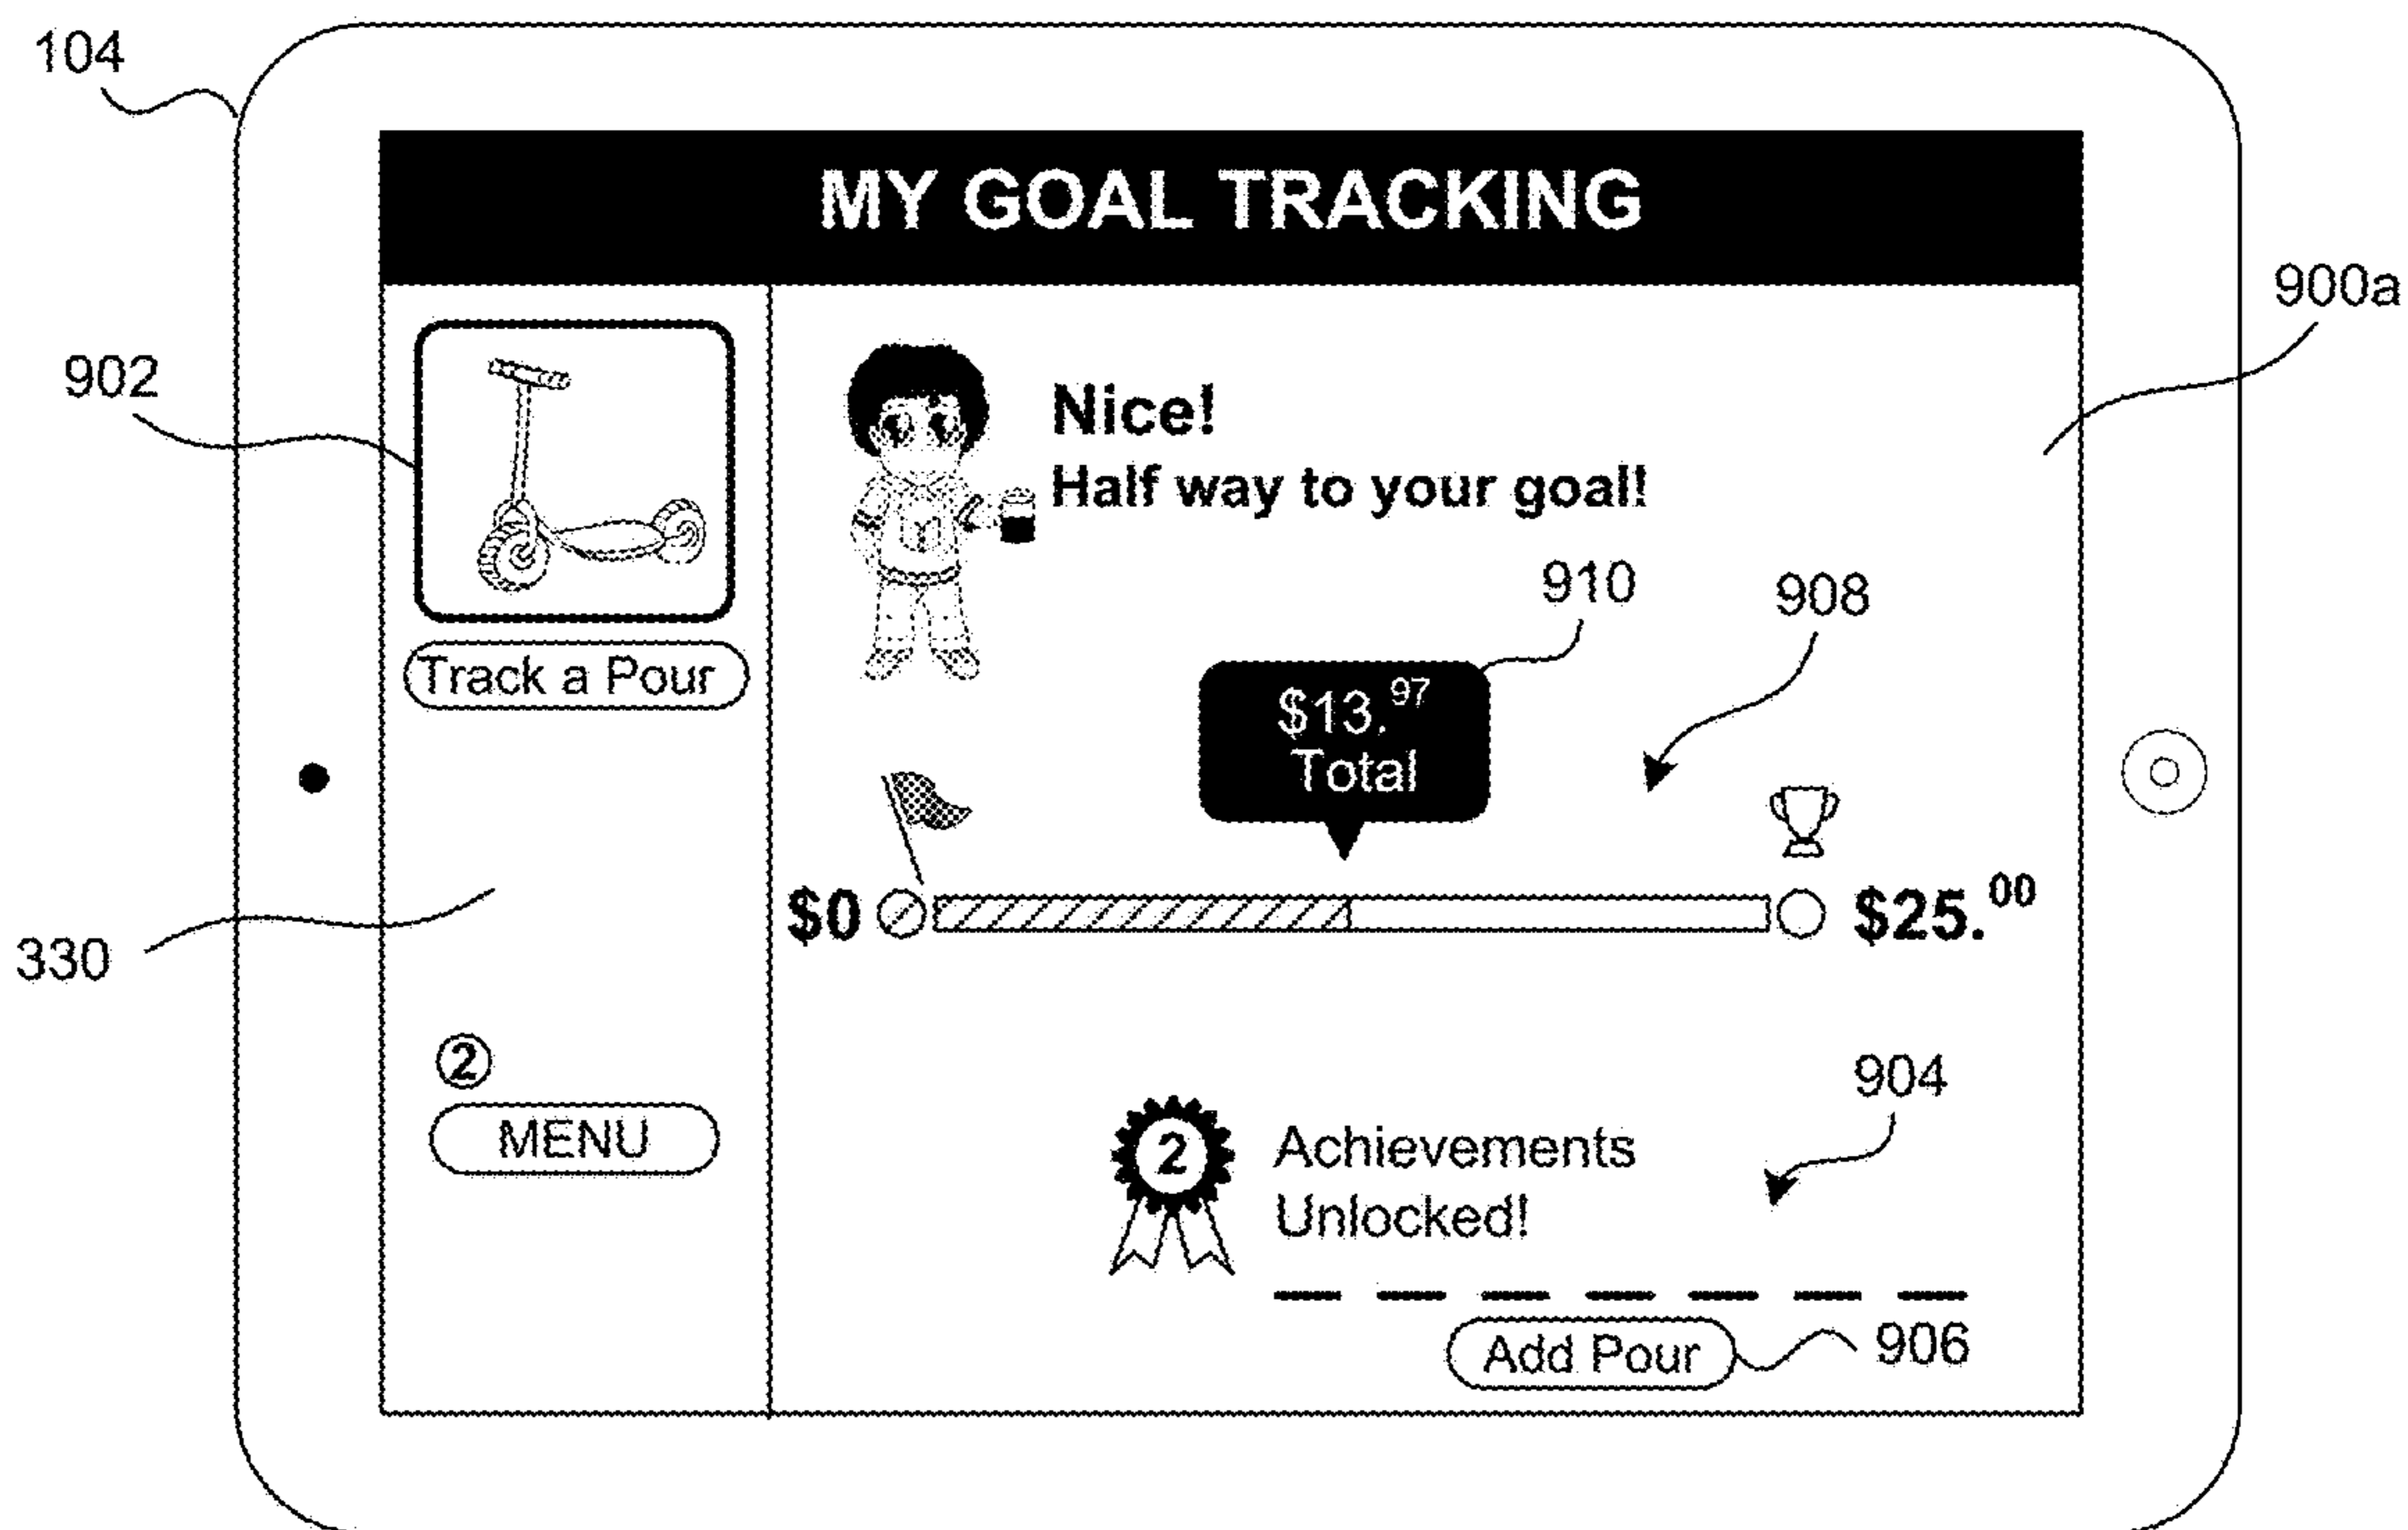 104
MY GOAL TRACKING
900a
902
Nice!
Half way to your goal!
910
908
Track a Pour
$13.97
Total
$0
$25.00
330
2
MENU
904
2
Achievements
Unlocked!
Add Pour
906